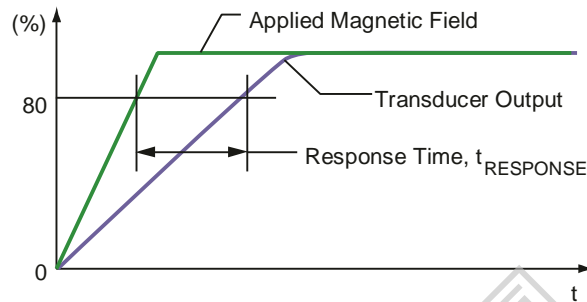 (%)
Applied Magnetic Field
80
Transducer Output
Response Time, tRESPONSE
0
t